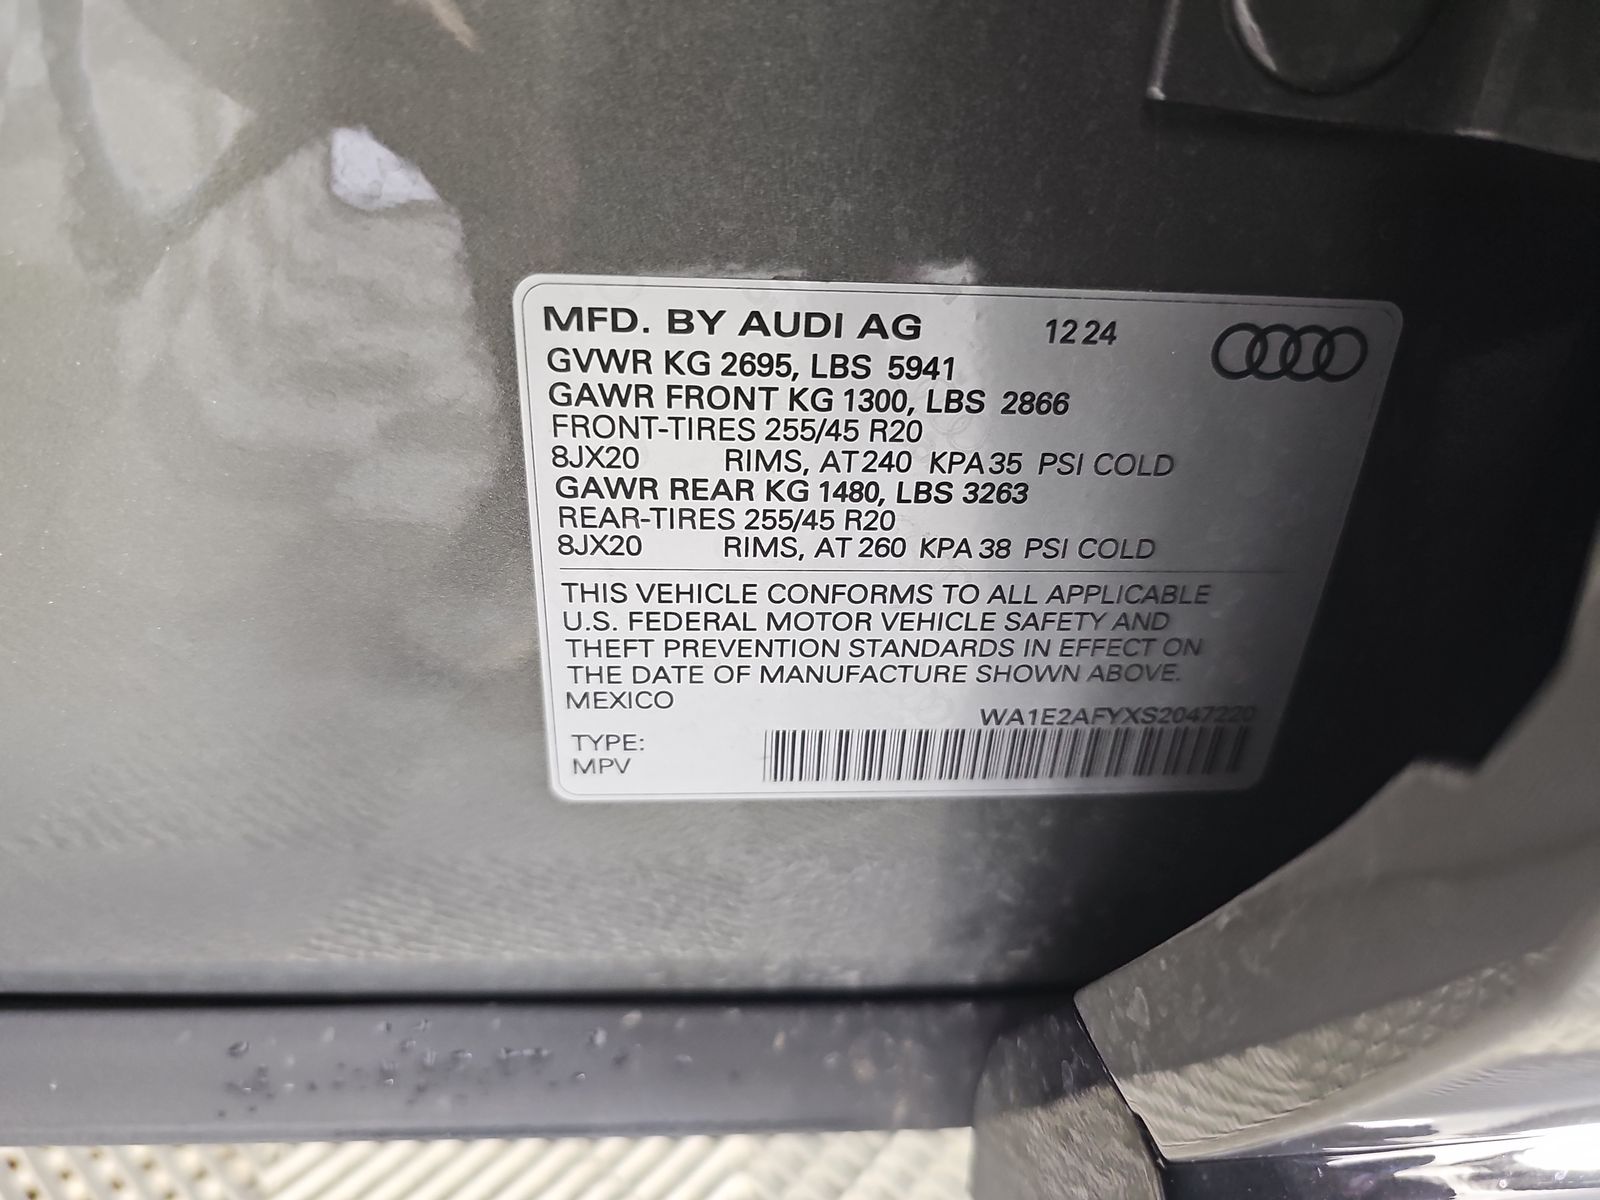 MFD. BY AUDI AG 12 24
GVWR KG 2695, LBS 5941
GAWR FRONT KG 1300, LBS 2866
FRONT-TIRES 255/45 R20
8JX20 RIMS, AT 240 KPA 35 PSI COLD
GAWR REAR KG 1480, LBS 3263
REAR-TIRES 255/45 R20
8JX20 RIMS, AT 260 KPA 38 PSI COLD
THIS VEHICLE CONFORMS TO ALL APPLICABLE
U.S. FEDERAL MOTOR VEHICLE SAFETY AND
THEFT PREVENTION STANDARDS IN EFFECT ON
THE DATE OF MANUFACTURE SHOWN ABOVE.
MEXICO
WA1E2AFYXS2047220
TYPE:
MPV